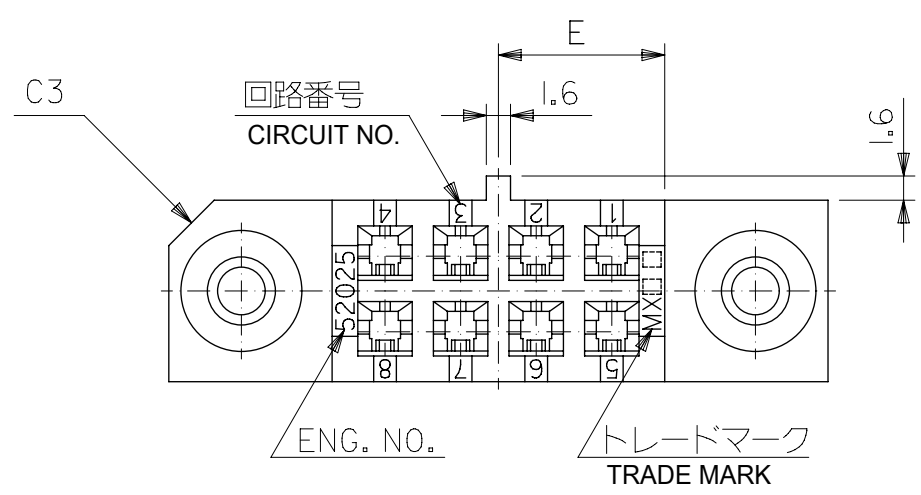 E
C3
回路番号
CIRCUIT NO.
1.6
1.6
4 3 2 1
52025
MX
8 7 6 5
ENG. NO.
トレードマーク
TRADE MARK